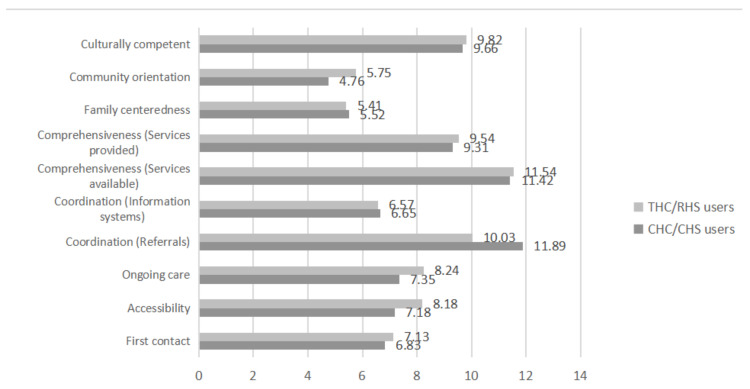 Culturally competent
9.82
9.66
Community orientation
5.75
4.76
Family centeredness
5.41
5.52
Comprehensiveness (Services
provided)
9.54
9.31
Comprehensiveness (Services
available)
11.54
11.42
Coordination (Information
systems)
6.57
6.65
Coordination (Referrals)
10.03
11.89
Ongoing care
8.24
7.35
Accessibility
8.18
7.18
First contact
7.13
6.83
THC/RHS users
CHC/CHS users
0 2 4 6 8 10 12 14